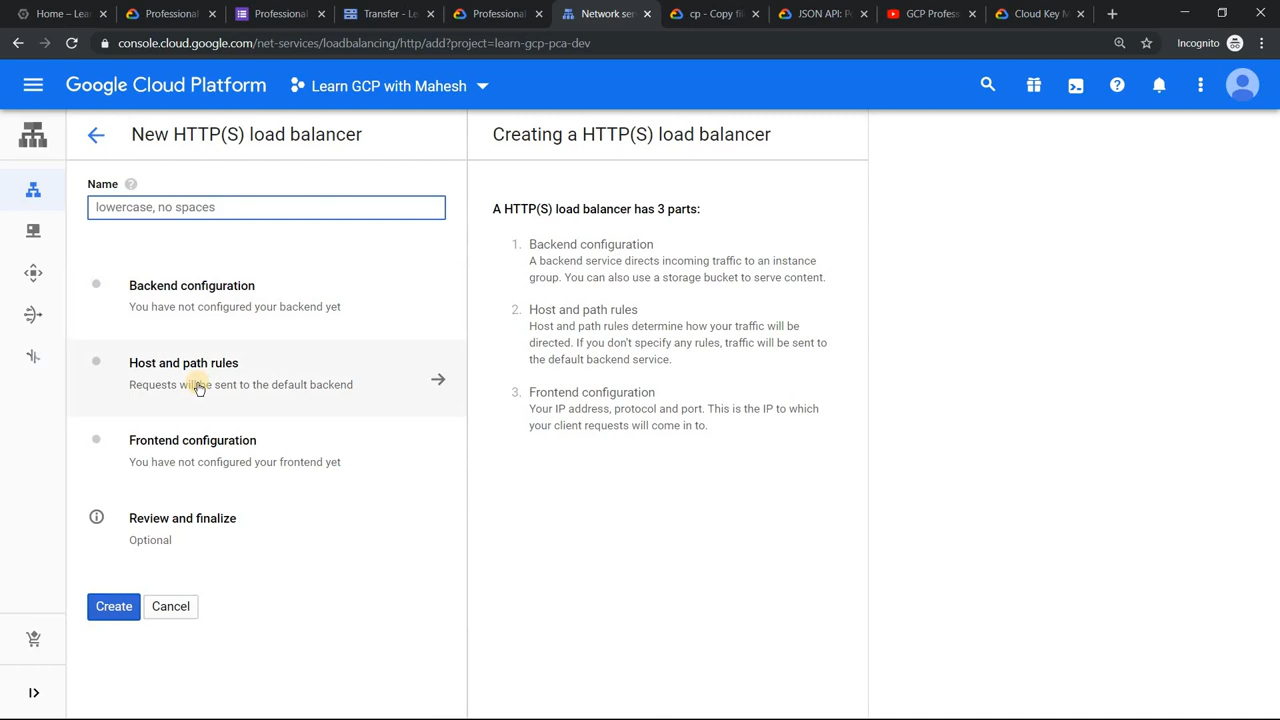 Home – Lear
Professional
Professional
Transfer - Le
Professional
Network ser
cp - Copy fil
JSON API: P
GCP Profess
Cloud Key M
console.cloud.google.com/net-services/loadbalancing/http/add?project=learn-gcp-pca-dev
Incognito
Google Cloud Platform
Learn GCP with Mahesh
New HTTP(S) load balancer
Creating a HTTP(S) load balancer
Name
lowercase, no spaces
Backend configuration
You have not configured your backend yet
Host and path rules
Requests will be sent to the default backend
Frontend configuration
You have not configured your frontend yet
Review and finalize
Optional
Create
Cancel
A HTTP(S) load balancer has 3 parts:
1. Backend configuration
A backend service directs incoming traffic to an instance
group. You can also use a storage bucket to serve content.
2. Host and path rules
Host and path rules determine how your traffic will be
directed. If you don't specify any rules, traffic will be sent to
the default backend service.
3. Frontend configuration
Your IP address, protocol and port. This is the IP to which
your client requests will come in to.